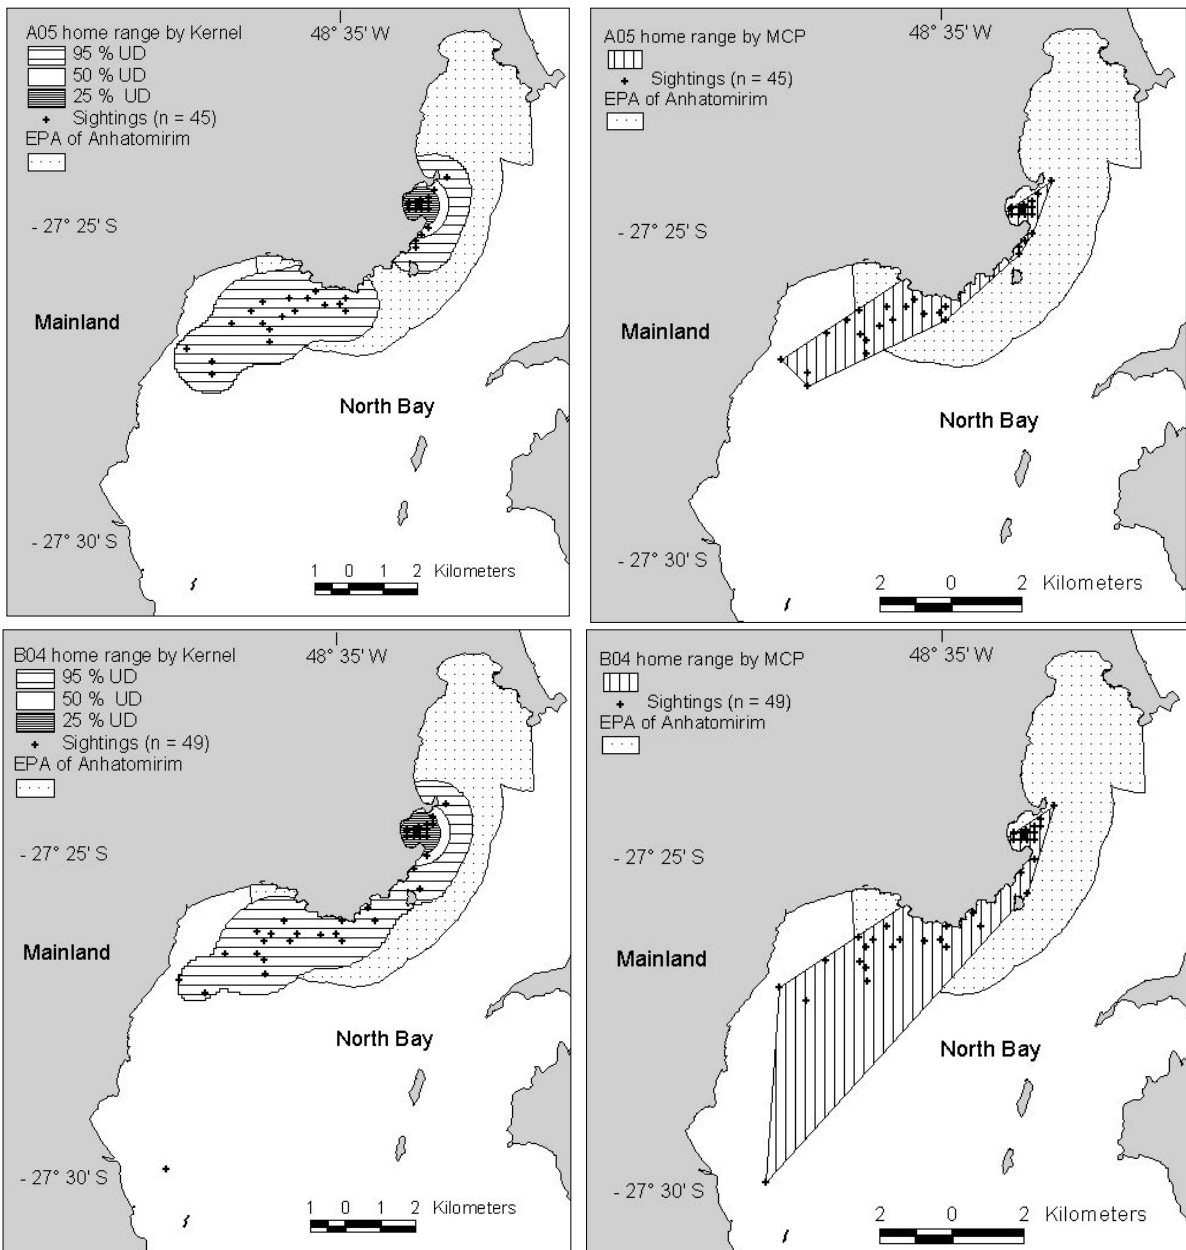 A05 home range by Kernel
48° 35' W
95 % UD
50 % UD
25 % UD
Sightings (n = 45)
EPA of Anhatomirim
- 27° 25' S
Mainland
North Bay
- 27° 30' S
1 0 1 2 Kilometers
A05 home range by MCP
48° 35' W
Sightings (n = 45)
EPA of Anhatomirim
- 27° 25' S
Mainland
North Bay
- 27° 30' S
2 0 2 Kilometers
B04 home range by Kernel
48° 35' W
95 % UD
50 % UD
25 % UD
Sightings (n = 49)
EPA of Anhatomirim
- 27° 25' S
Mainland
North Bay
- 27° 30' S
1 0 1 2 Kilometers
B04 home range by MCP
48° 35' W
Sightings (n = 49)
EPA of Anhatomirim
- 27° 25' S
Mainland
North Bay
- 27° 30' S
2 0 2 Kilometers